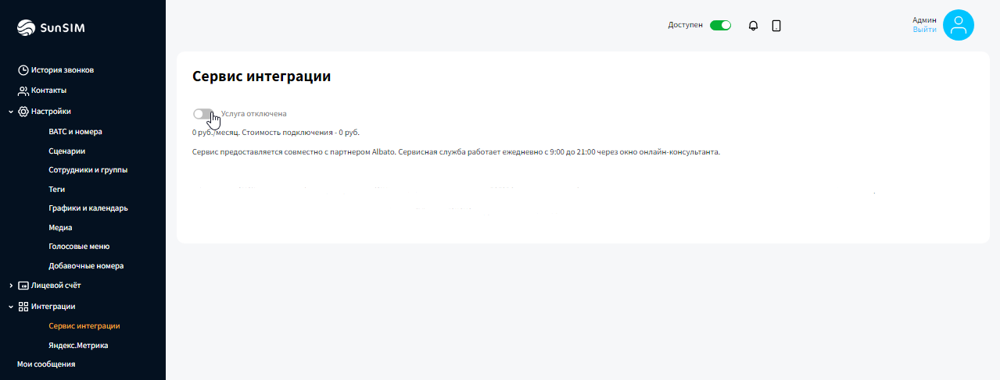 SunSIM
История звонков
Контакты
Настройки
ВАТС и номера
Сценарии
Сотрудники и группы
Теги
Графики и календарь
Медиа
Голосовые меню
Добавочные номера
Лицевой счёт
Интеграции
Сервис интеграции
Яндекс.Метрика
Мои сообщения
Доступен
Админ
Выйти
Сервис интеграции
Услуга отключена
0 руб./месяц. Стоимость подключения - 0 руб.
Сервис предоставляется совместно с партнером Albato. Сервисная служба работает ежедневно с 9:00 до 21:00 через окно онлайн-консультанта.